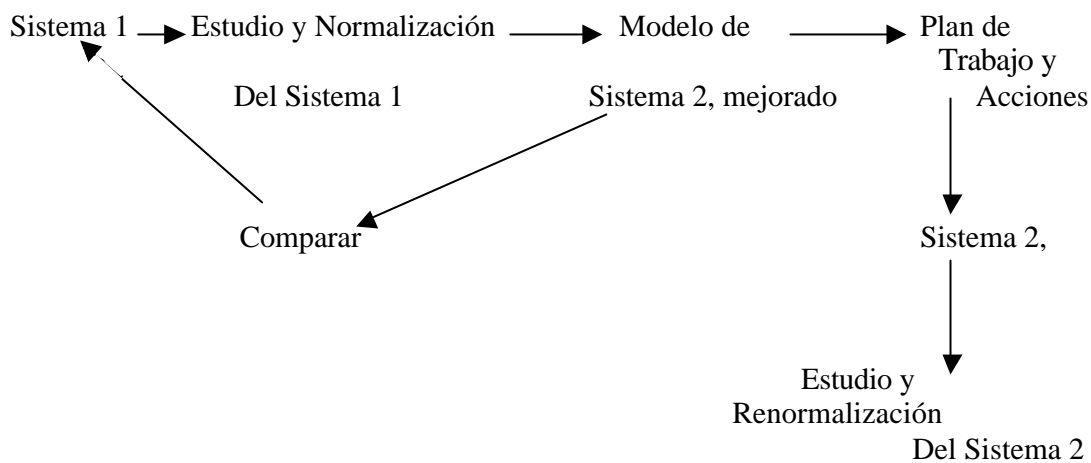 Sistema 1 Estudio y Normalización Modelo de Plan de
Trabajo y
Del Sistema 1 Sistema 2, mejorado Acciones
Comparar Sistema 2,
Estudio y
Renormalización
Del Sistema 2